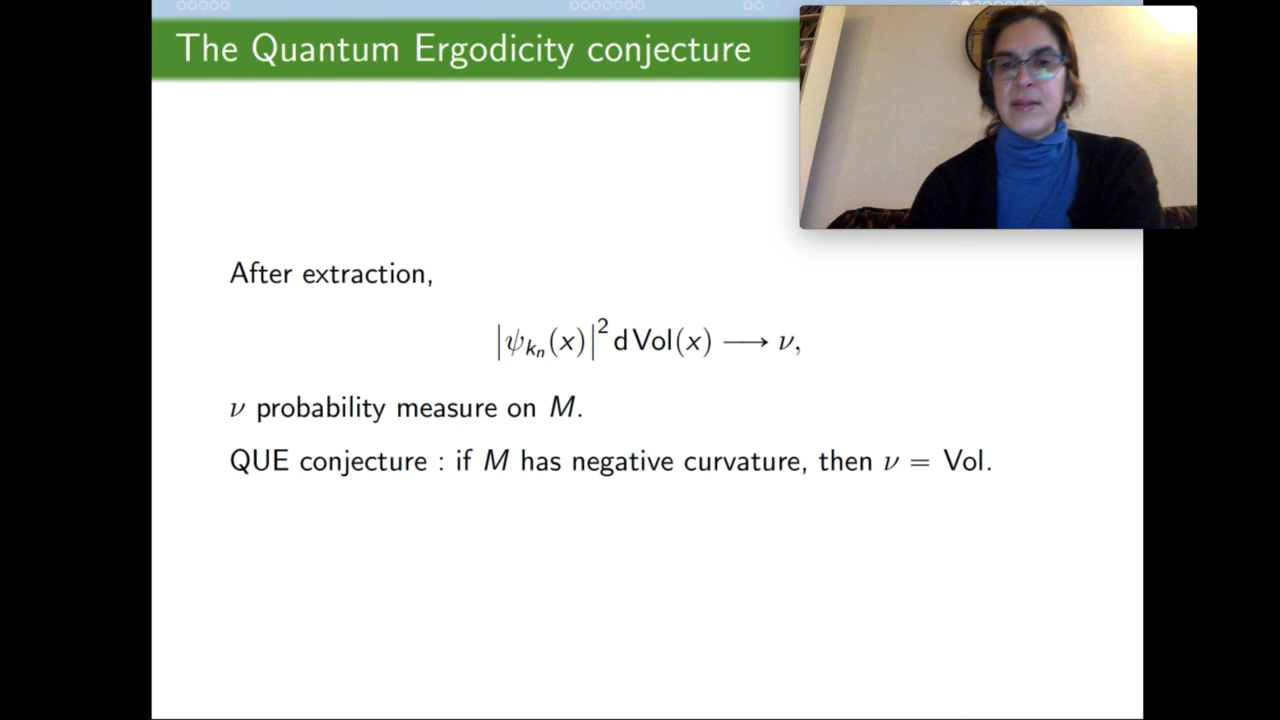 The Quantum Ergodicity conjecture
After extraction,
|ψ_{k_n}(x)|² d Vol(x) ⟶ ν,
ν probability measure on M.
QUE conjecture : if M has negative curvature, then ν = Vol.